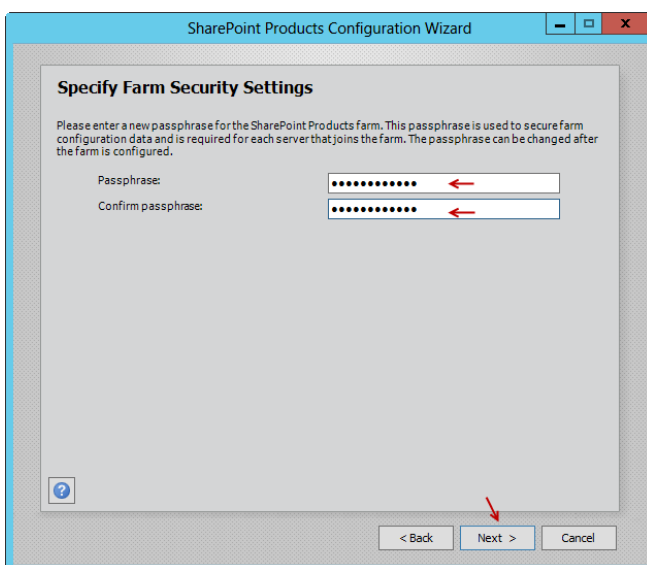 SharePoint Products Configuration Wizard
Specify Farm Security Settings
Please enter a new passphrase for the SharePoint Products farm. This passphrase is used to secure farm
configuration data and is required for each server that joins the farm. The passphrase can be changed after
the farm is configured.
Passphrase: ●●●●●●●●●●●●
Confirm passphrase: ●●●●●●●●●●●●
< Back Next > Cancel